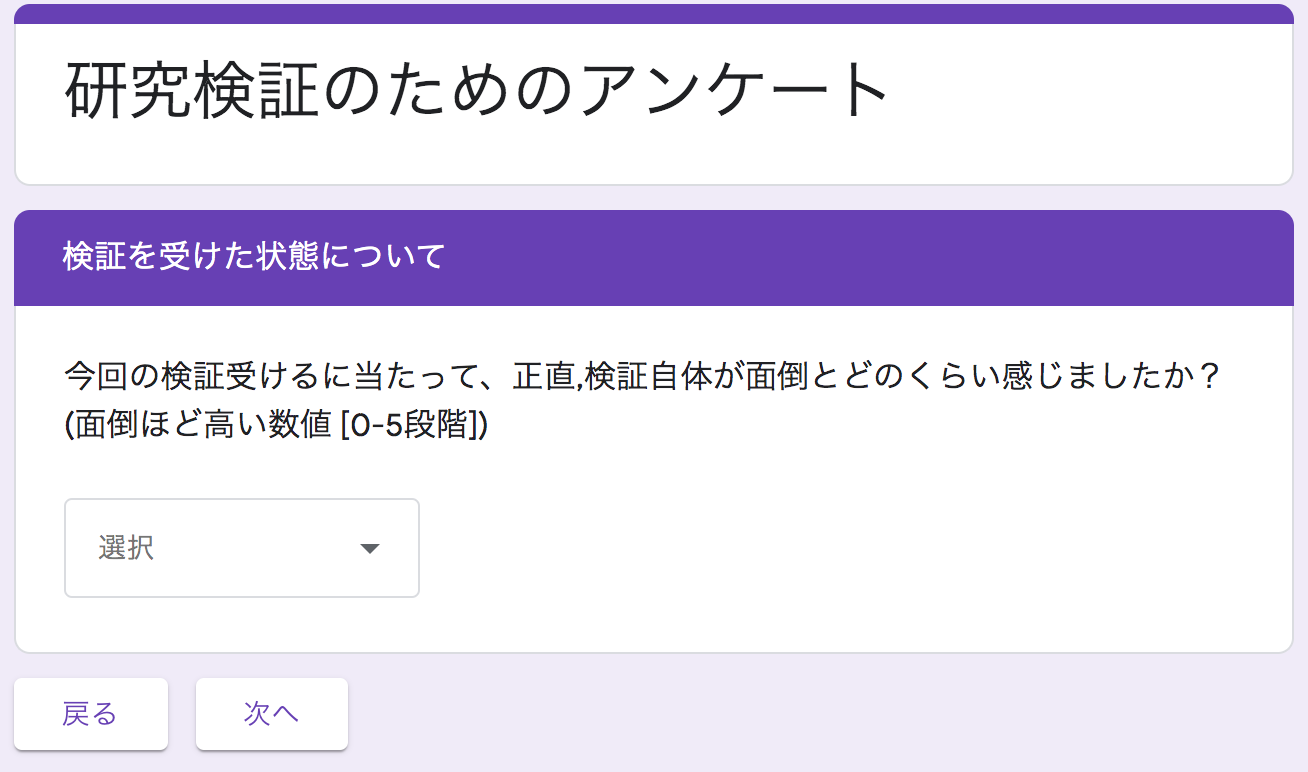 研究検証のためのアンケート
検証を受けた状態について
今回の検証受けるに当たって、正直,検証自体が面倒とどのくらい感じましたか？
(面倒ほど高い数値 [0-5段階])
選択
戻る
次へ